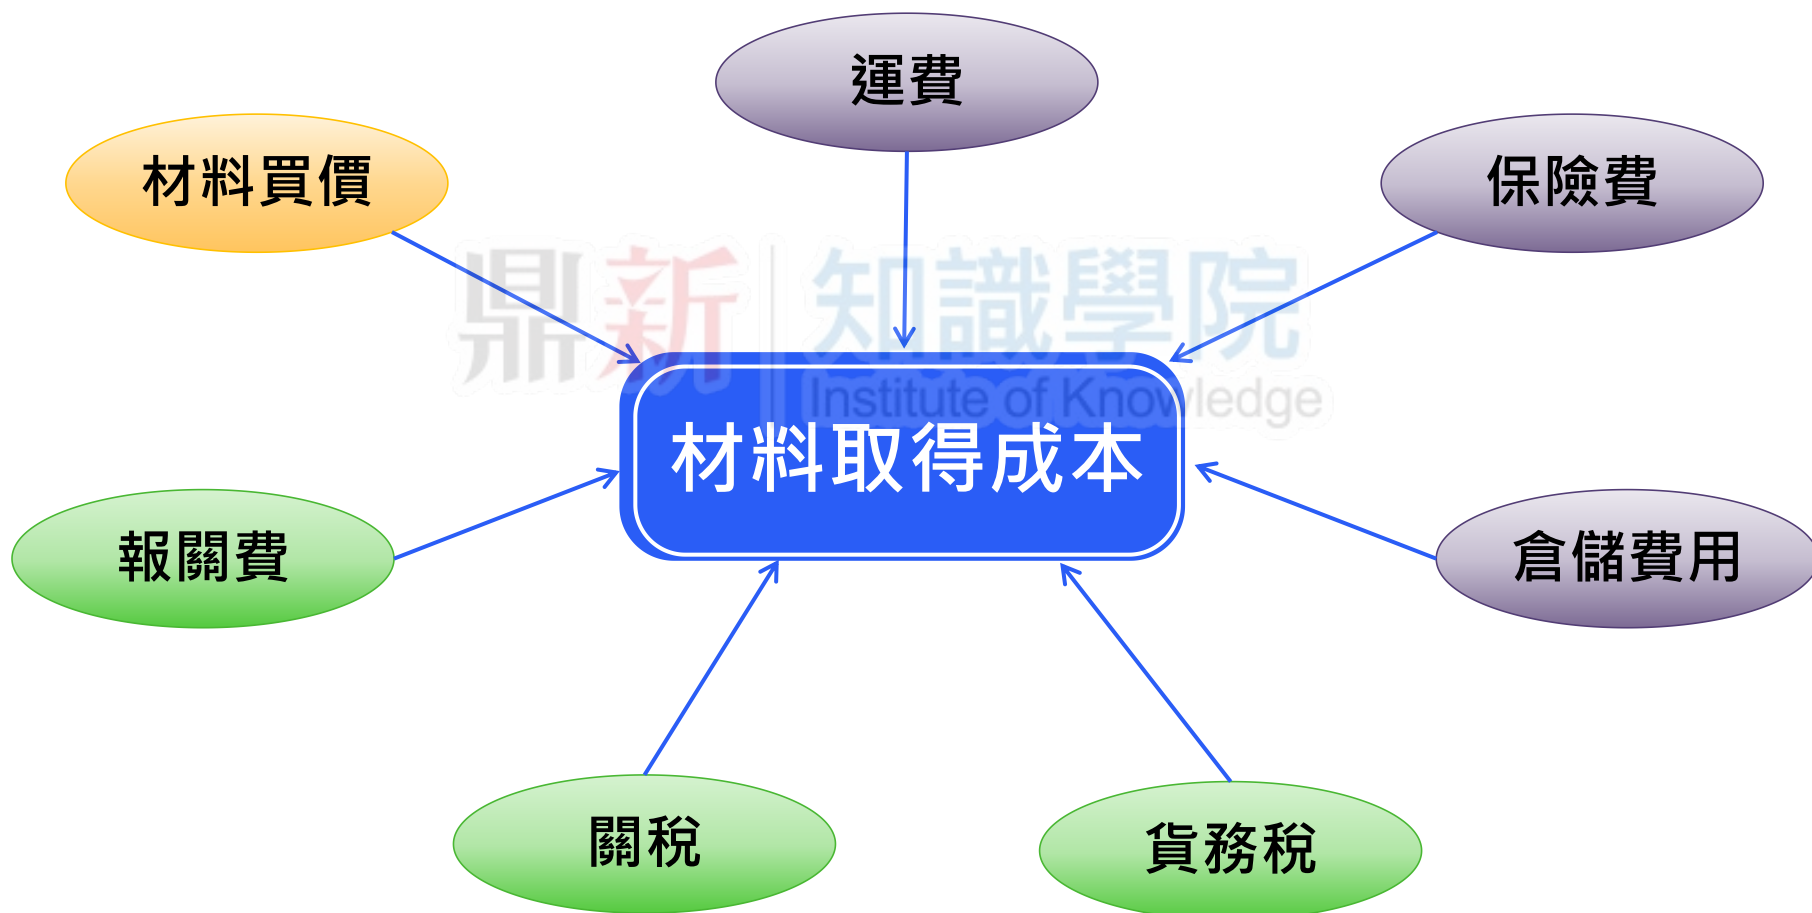 運費
材料買價
保險費
鼎新 知識學院
Institute of Knowledge
材料取得成本
報關費
倉儲費用
關稅
貨務稅